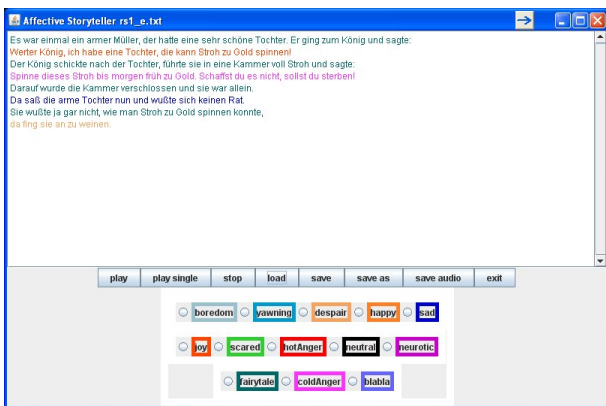 Affective Storyteller rs1_e.txt
Es war einmal ein armer Müller, der hatte eine sehr schöne Tochter. Er ging zum König und sagte:
Werter König, ich habe eine Tochter, die kann Stroh zu Gold spinnen!
Der König schickte nach der Tochter, führte sie in eine Kammer voll Stroh und sagte:
Spinne dieses Stroh bis morgen früh zu Gold. Schaffst du es nicht, sollst du sterben!
Darauf wurde die Kammer verschlossen und sie war allein.
Da saß die arme Tochter nun und wußte sich keinen Rat.
Sie wußte ja gar nicht, wie man Stroh zu Gold spinnen konnte,
da fing sie an zu weinen.
play play single stop load save save as save audio exit
boredom yawning despair happy sad
joy scared hotAnger neutral neurotic
fairytale coldAnger blabla